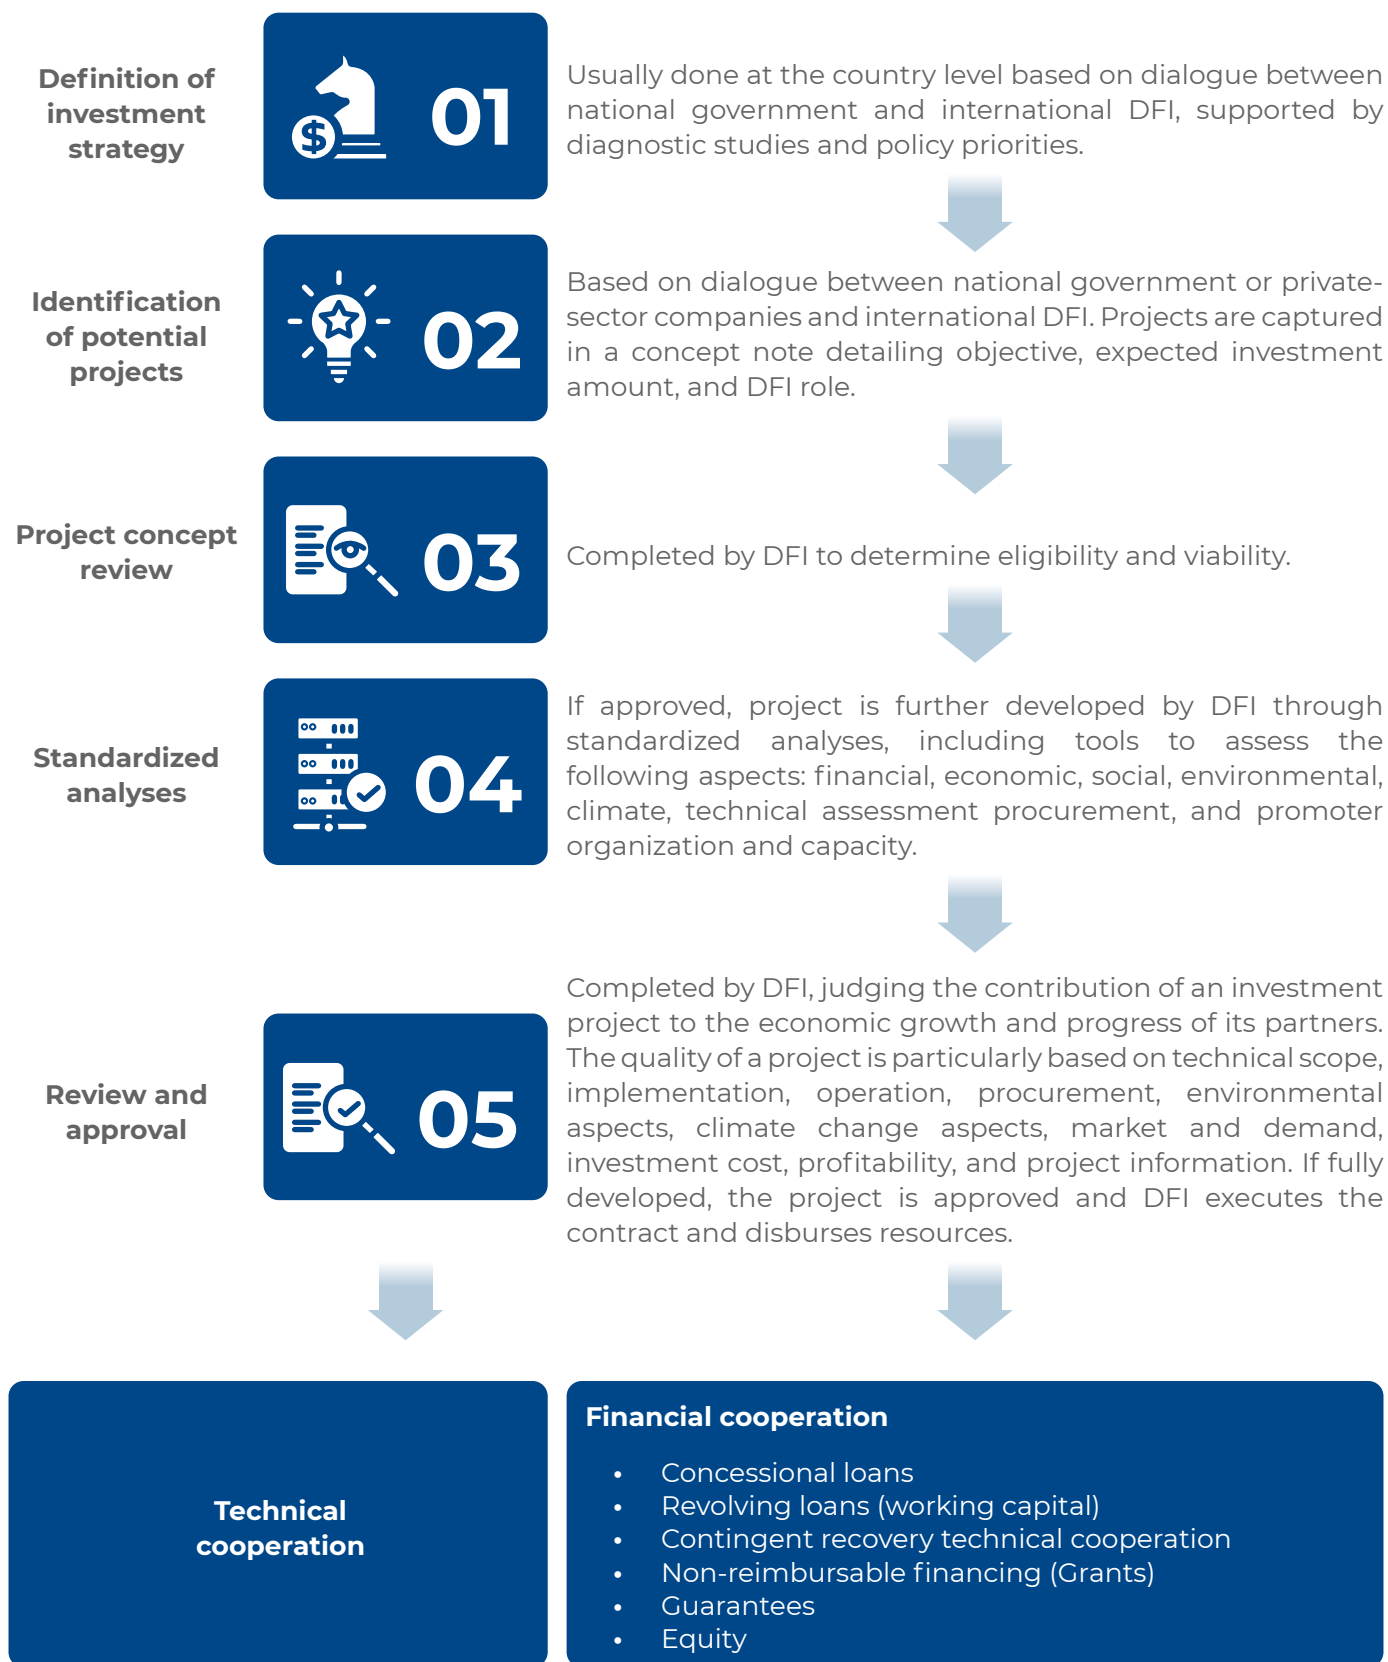 Definition of
investment
strategy
01
Usually done at the country level based on dialogue between
national government and international DFI, supported by
diagnostic studies and policy priorities.
Identification
of potential
projects
02
Based on dialogue between national government or private-
sector companies and international DFI. Projects are captured
in a concept note detailing objective, expected investment
amount, and DFI role.
Project concept
review
03
Completed by DFI to determine eligibility and viability.
Standardized
analyses
04
If approved, project is further developed by DFI through
standardized analyses, including tools to assess the
following aspects: financial, economic, social, environmental,
climate, technical assessment procurement, and promoter
organization and capacity.
Review and
approval
05
Completed by DFI, judging the contribution of an investment
project to the economic growth and progress of its partners.
The quality of a project is particularly based on technical scope,
implementation, operation, procurement, environmental
aspects, climate change aspects, market and demand,
investment cost, profitability, and project information. If fully
developed, the project is approved and DFI executes the
contract and disburses resources.
Technical
cooperation
Financial cooperation
• Concessional loans
• Revolving loans (working capital)
• Contingent recovery technical cooperation
• Non-reimbursable financing (Grants)
• Guarantees
• Equity